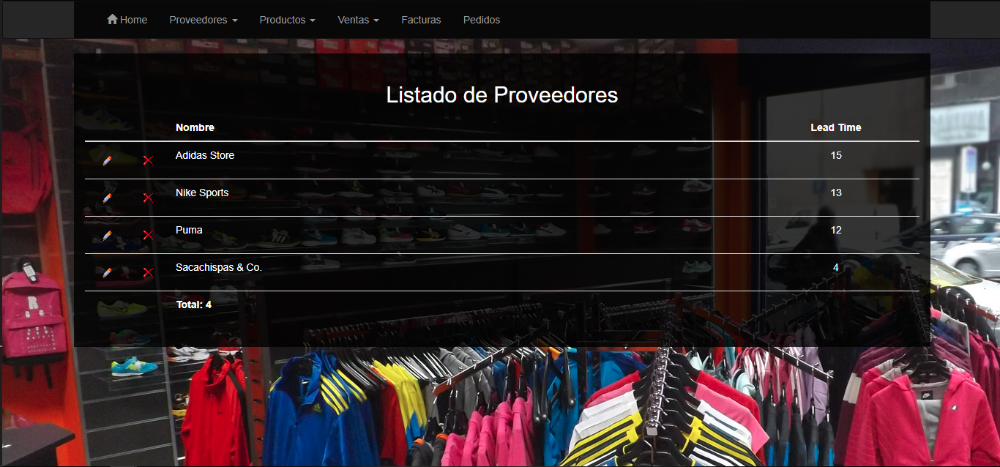 Home Proveedores Productos Ventas Facturas Pedidos
Listado de Proveedores
Nombre Lead Time
Adidas Store 15
Nike Sports 13
Puma 12
Sacachispas & Co. 4
Total: 4